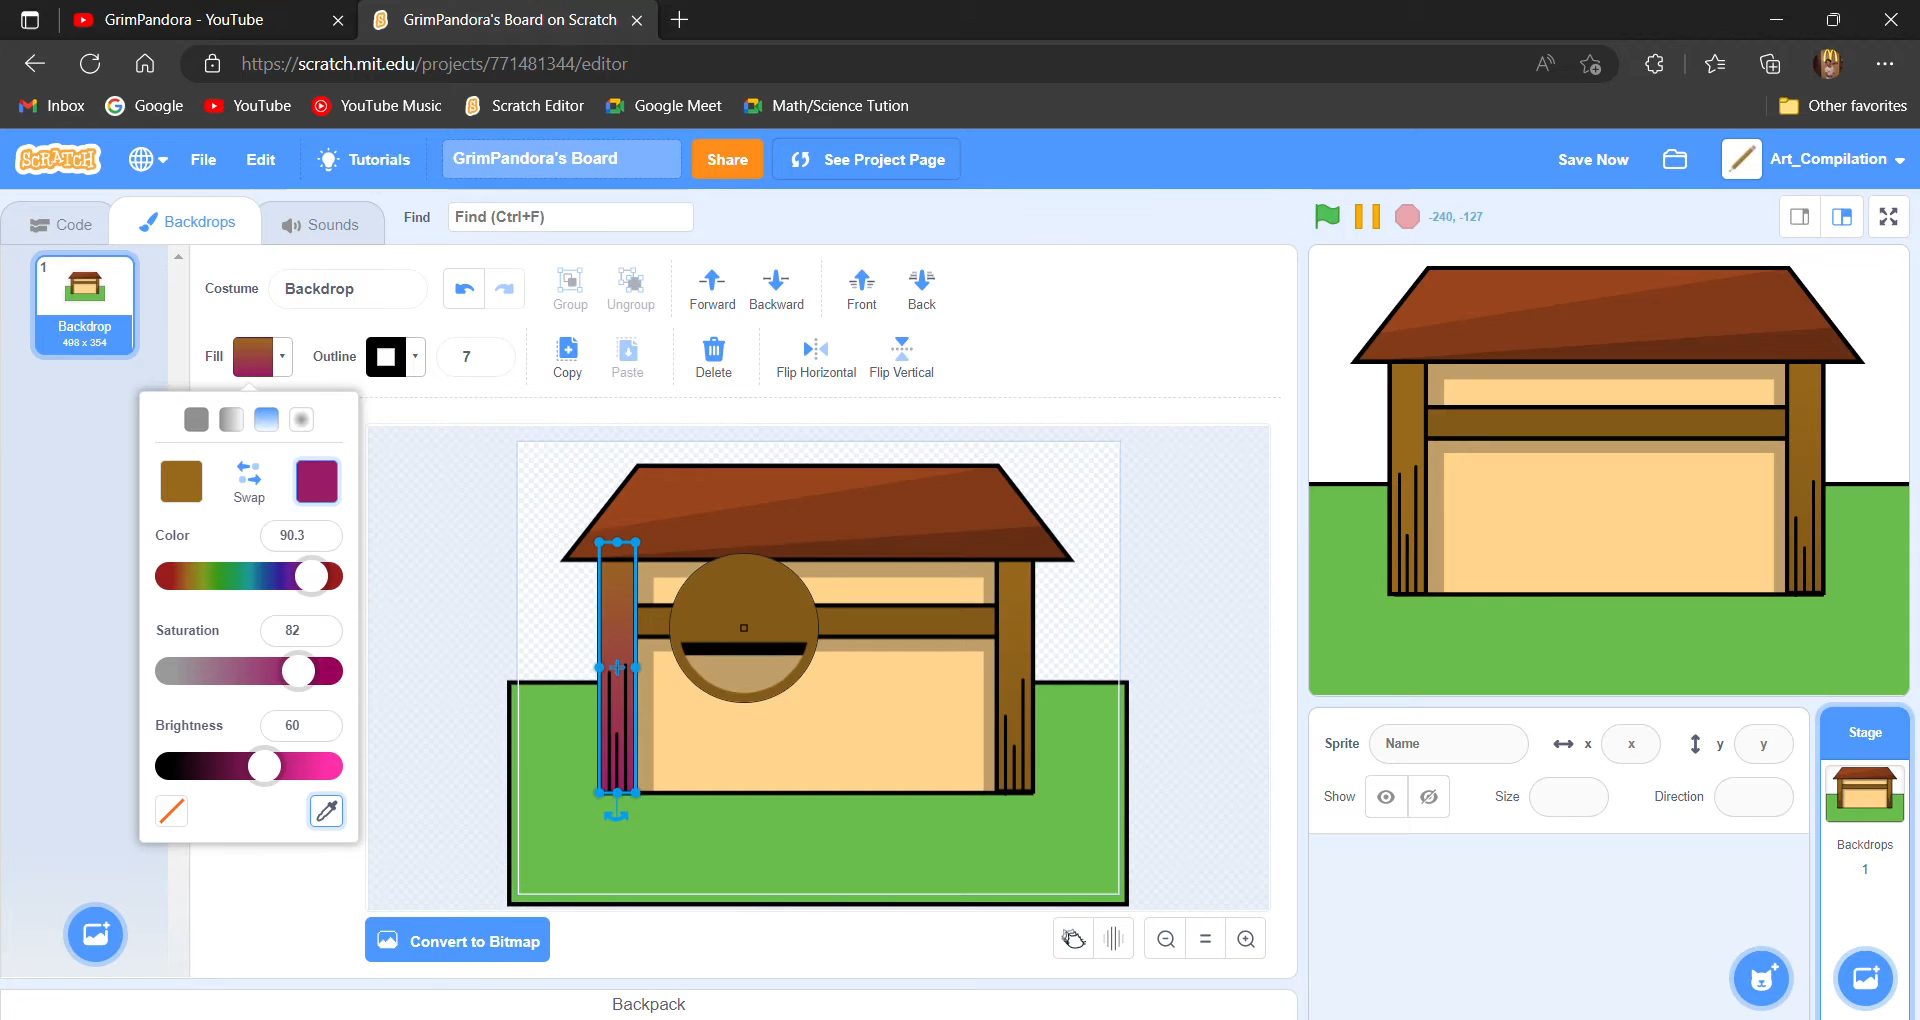 GrimPandora - YouTube
GrimPandora's Board on Scratch
https://scratch.mit.edu/projects/771481344/editor
Inbox
Google
YouTube
YouTube Music
Scratch Editor
Google Meet
Math/Science Tution
Other favorites
SCRATCH
File
Edit
Tutorials
GrimPandora's Board
Share
See Project Page
Save Now
Art_Compilation
Code
Backdrops
Sounds
Find
Find (Ctrl+F)
-240, -127
1
Backdrop
498 x 354
Costume
Backdrop
Group
Ungroup
Forward
Backward
Front
Back
Fill
Outline
7
Copy
Paste
Delete
Flip Horizontal
Flip Vertical
Swap
Color
90.3
Saturation
82
Brightness
60
Convert to Bitmap
Backpack
Sprite
Name
x
x
y
y
Show
Size
Direction
Stage
Backdrops
1